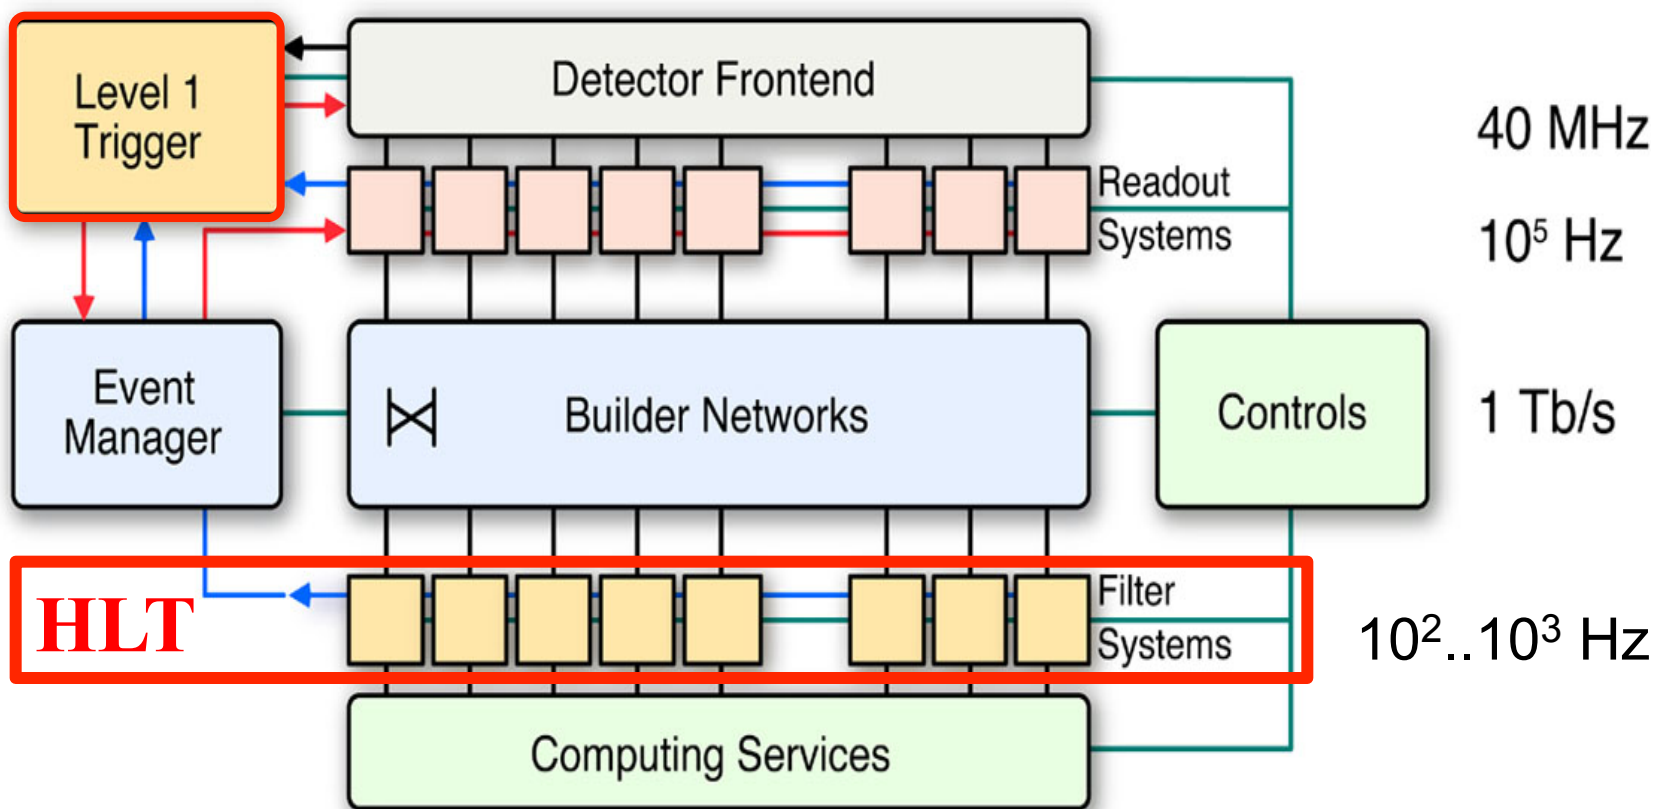 Level 1
Trigger
Detector Frontend
40 MHz
Readout
Systems
10⁵ Hz
Event
Manager
Builder Networks
Controls
1 Tb/s
HLT
Filter
Systems
10²..10³ Hz
Computing Services